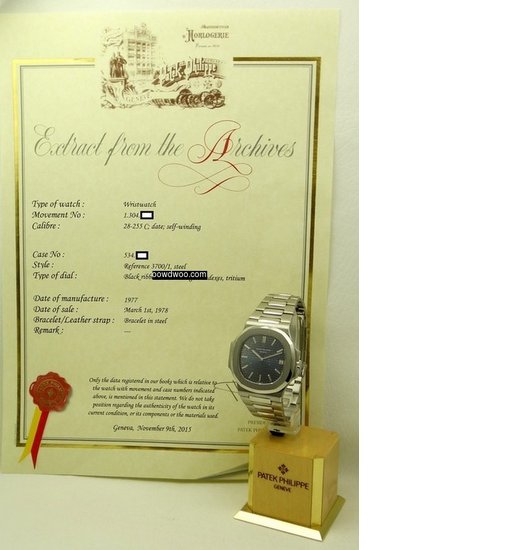 HORLOGERIE
Patek Philippe
GENEVE
Extract from the Archives
Type of watch : Wristwatch
Movement No : 1.304.
Calibre : 28-255 C; date; self-winding
Case No : 534.
Style : Reference 3700/1, steel
Type of dial : Black ribb bowdwoo.com dexes, tritium
Date of manufacture : 1977
Date of sale : March 1st, 1978
Bracelet/Leather strap : Bracelet in steel
Remark : ---
Only the data registered in our books which is relative to
the watch with movement and case numbers indicated
above, is mentioned in this statement. We do not take
position regarding the authenticity of the watch in its
current condition, or its components or the materials used.
Geneva, November 9th, 2015
PATEK PHILIPPE
GENEVE